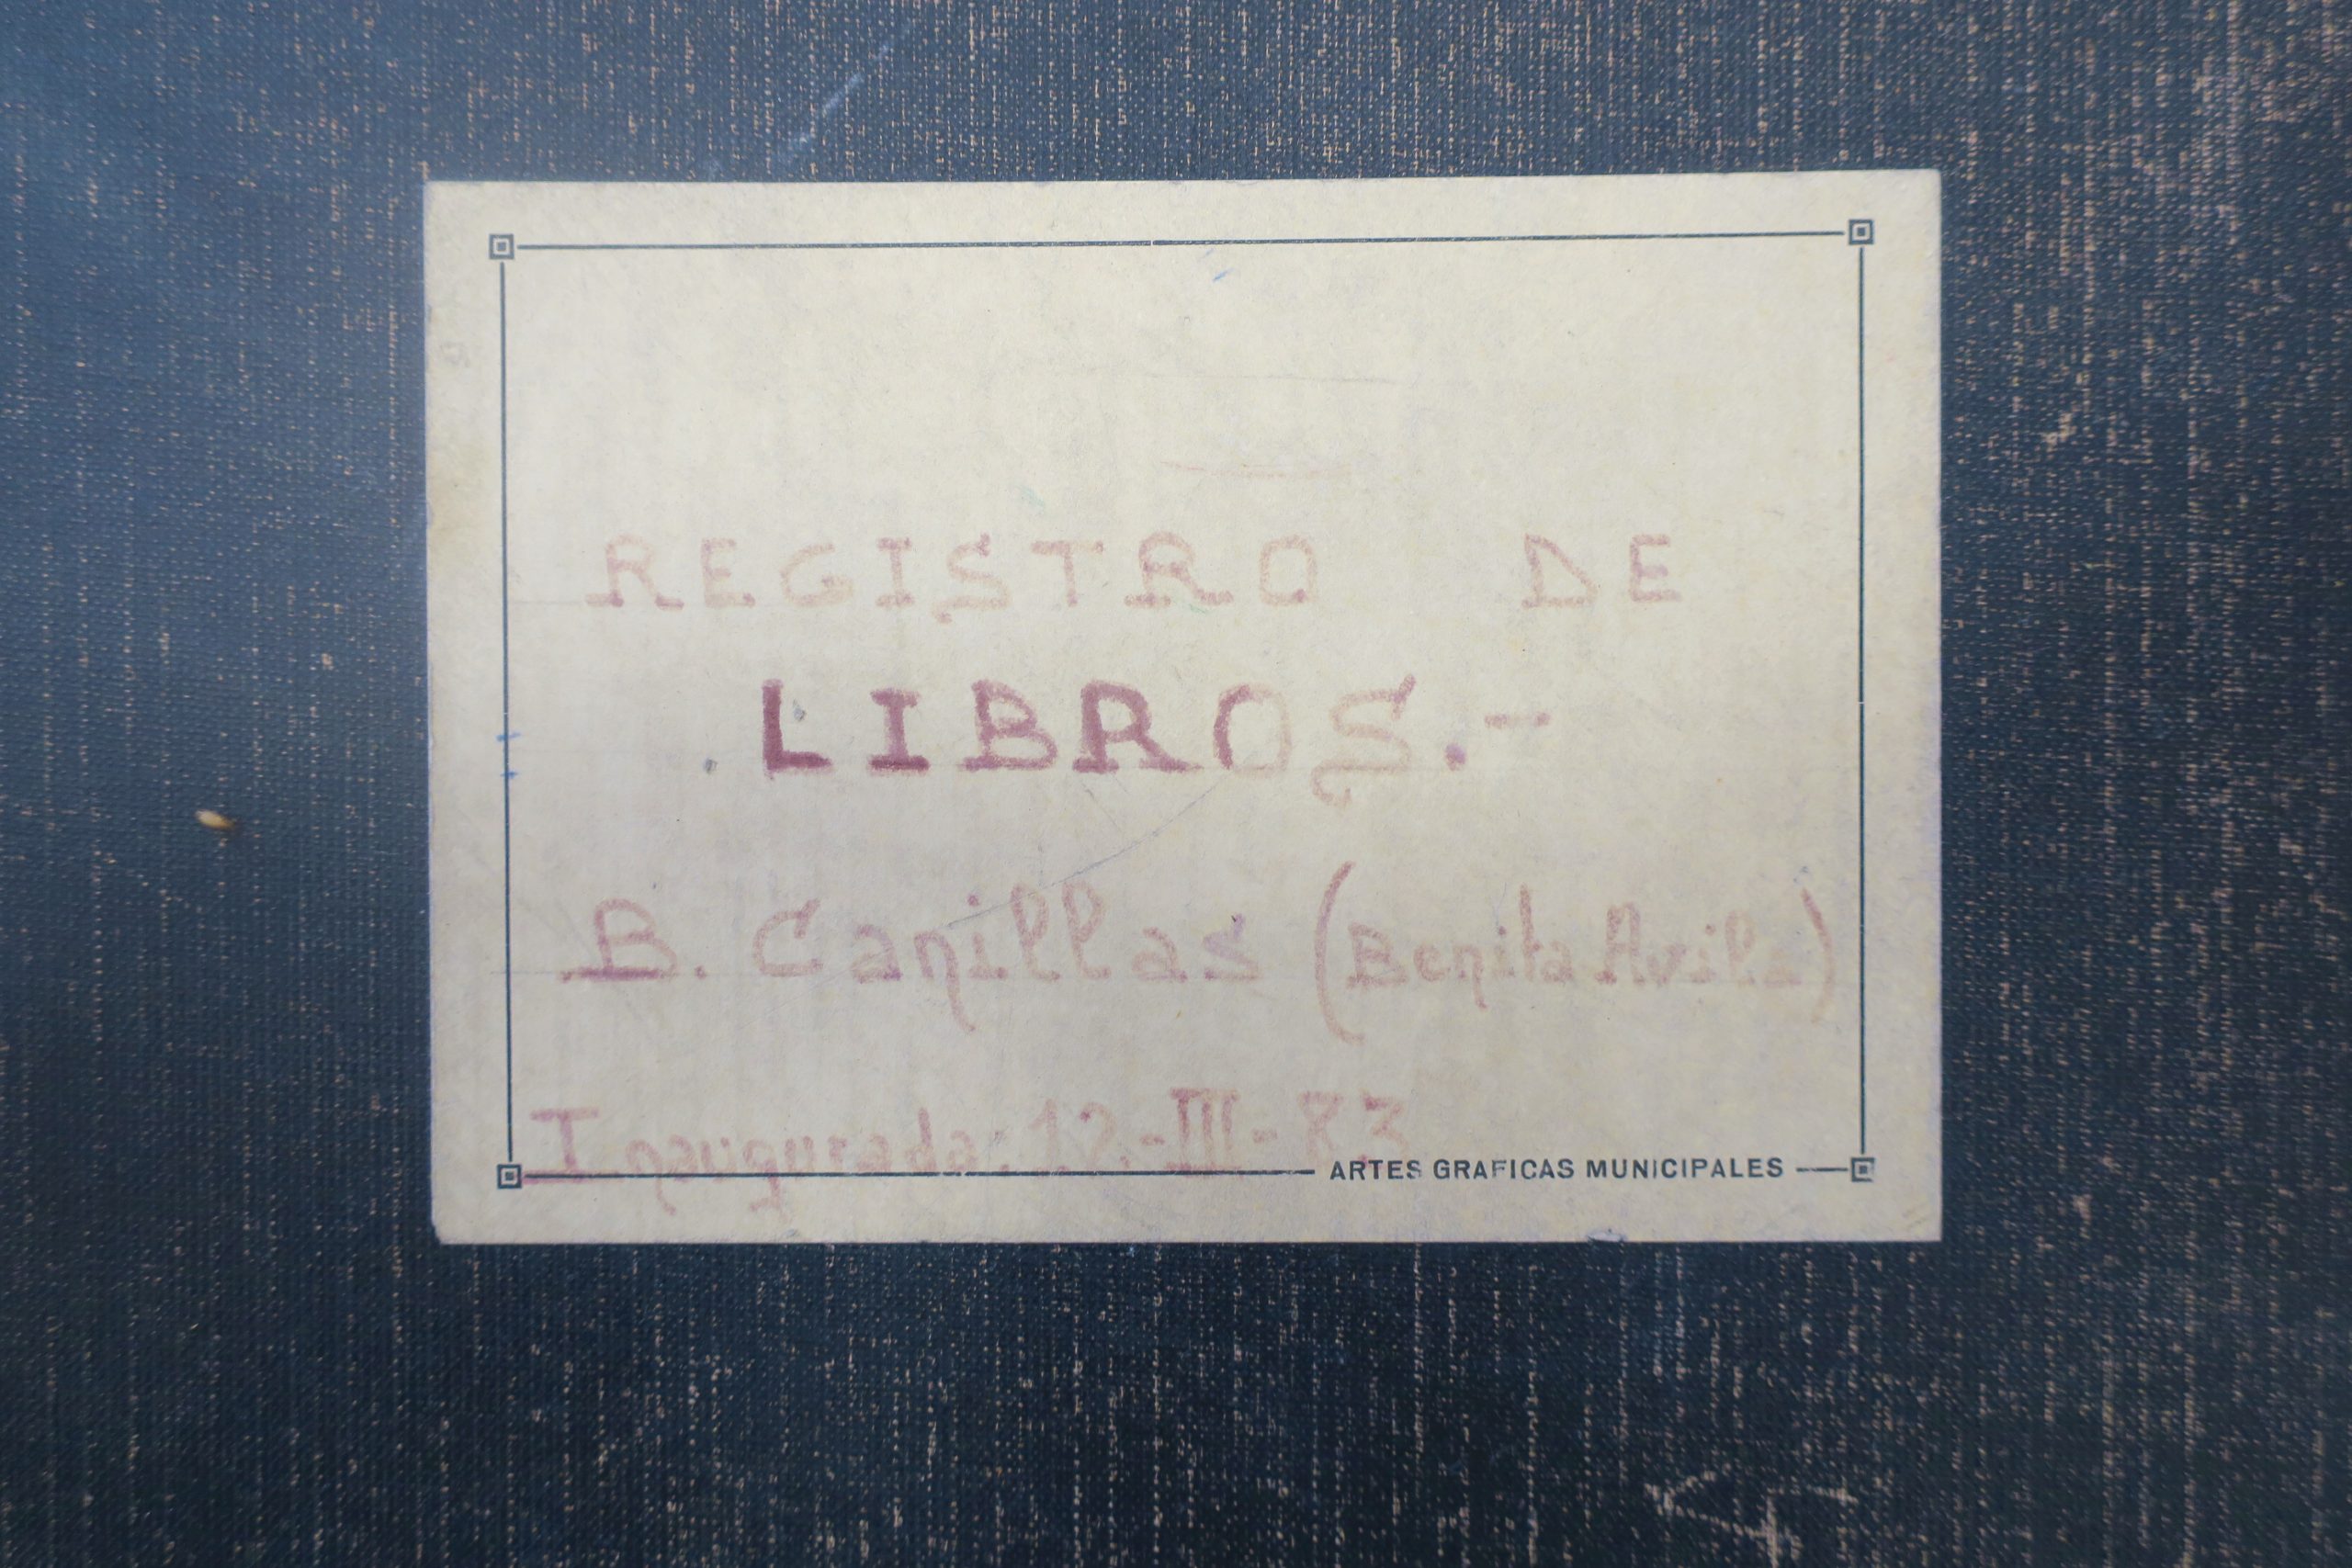 REGISTRO DE
LIBROS.-
B. Canillas (Benita Avila)
Inaugurada: 12.-III-83
ARTES GRAFICAS MUNICIPALES